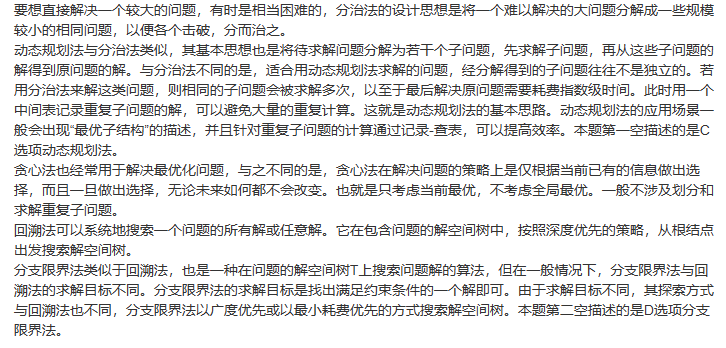 要想直接解决一个较大的问题，有时是相当困难的，分治法的设计思想是将一个难以解决的大问题分解成一些规模
较小的相同问题，以便各个击破，分而治之。
动态规划法与分治法类似，其基本思想也是将待求解问题分解为若干个子问题，先求解子问题，再从这些子问题的
解得到原问题的解。与分治法不同的是，适合用动态规划法求解的问题，经分解得到的子问题往往不是独立的。若
用分治法来解这类问题，则相同的子问题会被求解多次，以至于最后解决原问题需要耗费指数级时间。此时用一个
中间表记录重复子问题的解，可以避免大量的重复计算。这就是动态规划法的基本思路。动态规划法的应用场景一
般会出现“最优子结构”的描述，并且针对重复子问题的计算通过记录-查表，可以提高效率。本题第一空描述的是C
选项动态规划法。
贪心法也经常用于解决最优化问题，与之不同的是，贪心法在解决问题的策略上是仅根据当前已有的信息做出选
择，而且一旦做出选择，无论未来如何都不会改变。也就是只考虑当前最优，不考虑全局最优。一般不涉及划分和
求解重复子问题。
回溯法可以系统地搜索一个问题的所有解或任意解。它在包含问题的解空间树中，按照深度优先的策略，从根结点
出发搜索解空间树。
分支限界法类似于回溯法，也是一种在问题的解空间树T上搜索问题解的算法，但在一般情况下，分支限界法与回
溯法的求解目标不同。分支限界法的求解目标是找出满足约束条件的一个解即可。由于求解目标不同，其探索方式
与回溯法也不同，分支限界法以广度优先或以最小耗费优先的方式搜索解空间树。本题第二空描述的是D选项分支
限界法。